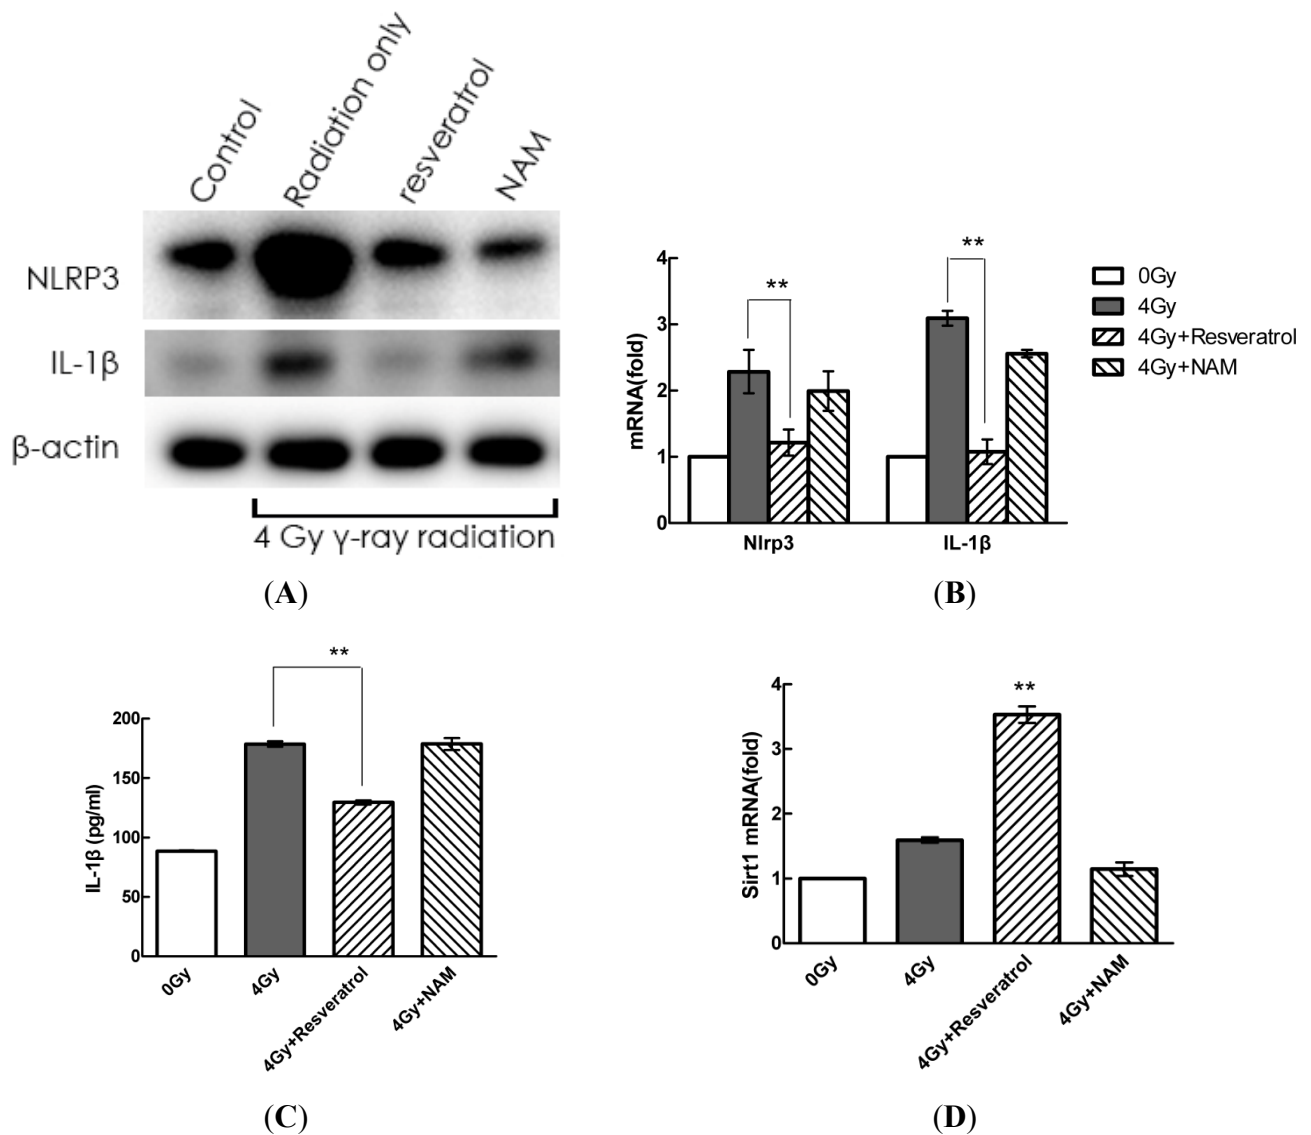 Control
Radiation only
resveratrol
NAM
NLRP3
IL-1β
β-actin
4 Gy γ-ray radiation
(A)
mRNA(fold)
4
3
2
1
0
**
**
Nlrp3
IL-1β
0Gy
4Gy
4Gy+Resveratrol
4Gy+NAM
(B)
IL-1β (pg/ml)
200
150
100
50
0
**
0Gy
4Gy
4Gy+Resveratrol
4Gy+NAM
(C)
Sirt1 mRNA(fold)
4
3
2
1
0
**
0Gy
4Gy
4Gy+Resveratrol
4Gy+NAM
(D)